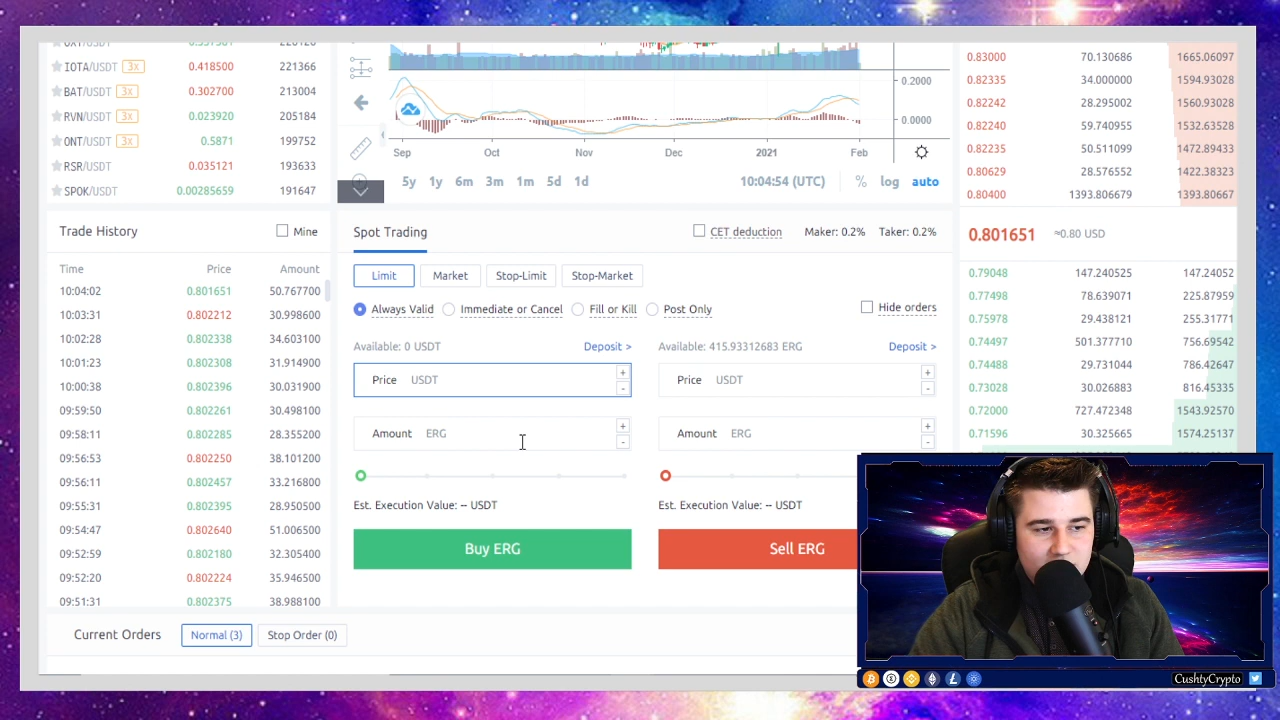 IOTA/USDT 3x 0.418500 221366
BAT/USDT 3x 0.302700 213004
RVN/USDT 3x 0.023920 205184
ONT/USDT 3x 0.5871 199752
RSR/USDT 0.035121 193633
SPOK/USDT 0.00285659 191647
0.2000
0.0000
Sep Oct Nov Dec 2021 Feb
5y 1y 6m 3m 1m 5d 1d 10:04:54 (UTC) % log auto
0.83000 70.130686 1665.06097
0.82335 34.000000 1594.93028
0.82242 28.295002 1560.93028
0.82240 59.740955 1532.63528
0.82235 50.511099 1472.89433
0.80629 28.576552 1422.38323
0.80400 1393.806679 1393.80667
0.801651 ≈0.80 USD
0.79048 147.240525 147.24052
0.77498 78.639071 225.87959
0.75978 29.438121 255.31771
0.74497 501.377710 756.69542
0.74488 29.731044 786.42647
0.73028 30.026883 816.45335
0.72000 727.472348 1543.92570
0.71596 30.325665 1574.25137
Trade History Mine
Time Price Amount
10:04:02 0.801651 50.767700
10:03:31 0.802212 30.998600
10:02:28 0.802338 34.603100
10:01:23 0.802308 31.914900
10:00:38 0.802396 30.031900
09:59:50 0.802261 30.498100
09:58:11 0.802285 28.355200
09:56:53 0.802250 38.101200
09:56:11 0.802457 33.216800
09:55:31 0.802395 28.950500
09:54:47 0.802640 51.006500
09:52:59 0.802180 32.305400
09:52:20 0.802224 35.946500
09:51:31 0.802375 38.988100
Spot Trading CET deduction Maker: 0.2% Taker: 0.2%
Limit Market Stop-Limit Stop-Market
Always Valid Immediate or Cancel Fill or Kill Post Only Hide orders
Available: 0 USDT Deposit > Available: 415.93312683 ERG Deposit >
Price USDT + - Price USDT + -
Amount ERG + - Amount ERG + -
Est. Execution Value: -- USDT Est. Execution Value: -- USDT
Buy ERG Sell ERG
Current Orders Normal (3) Stop Order (0)
CushtyCrypto